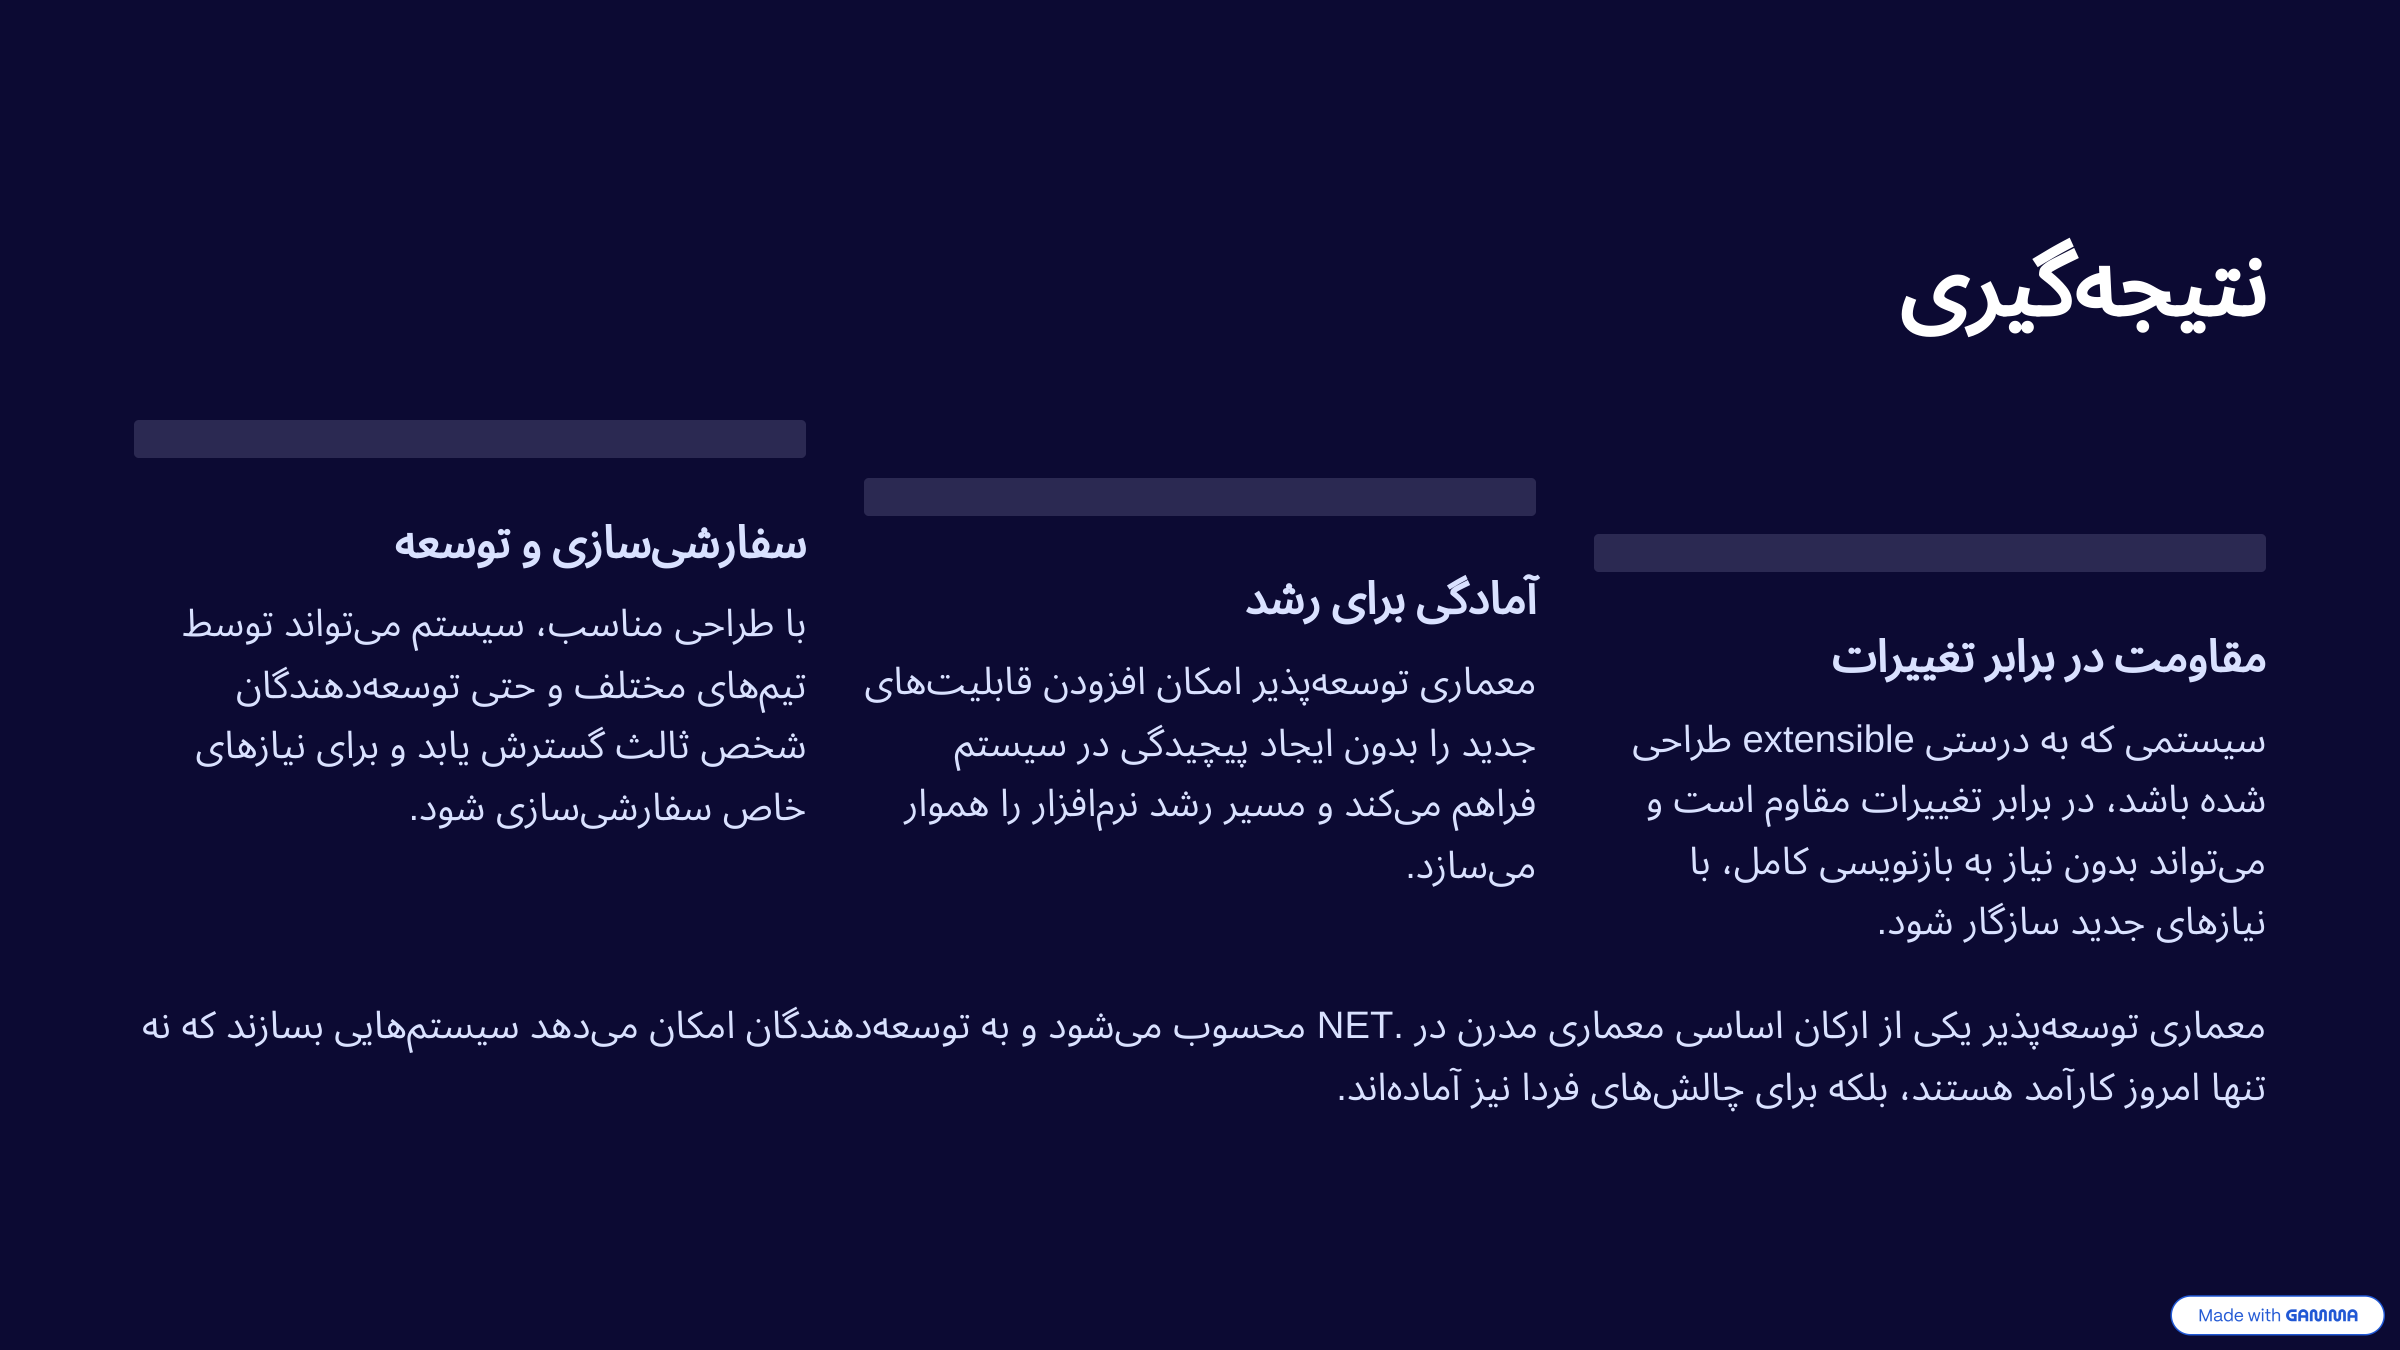 نتیجه‌گیری
مقاومت در برابر تغییرات
سیستمی که به درستی extensible طراحی
شده باشد، در برابر تغییرات مقاوم است و
می‌تواند بدون نیاز به بازنویسی کامل، با
نیازهای جدید سازگار شود.
آمادگی برای رشد
معماری توسعه‌پذیر امکان افزودن قابلیت‌های
جدید را بدون ایجاد پیچیدگی در سیستم
فراهم می‌کند و مسیر رشد نرم‌افزار را هموار
می‌سازد.
سفارشی‌سازی و توسعه
با طراحی مناسب، سیستم می‌تواند توسط
تیم‌های مختلف و حتی توسعه‌دهندگان
شخص ثالث گسترش یابد و برای نیازهای
خاص سفارشی‌سازی شود.
معماری توسعه‌پذیر یکی از ارکان اساسی معماری مدرن در .NET محسوب می‌شود و به توسعه‌دهندگان امکان می‌دهد سیستم‌هایی بسازند که نه
تنها امروز کارآمد هستند، بلکه برای چالش‌های فردا نیز آماده‌اند.
Made with GAMMA